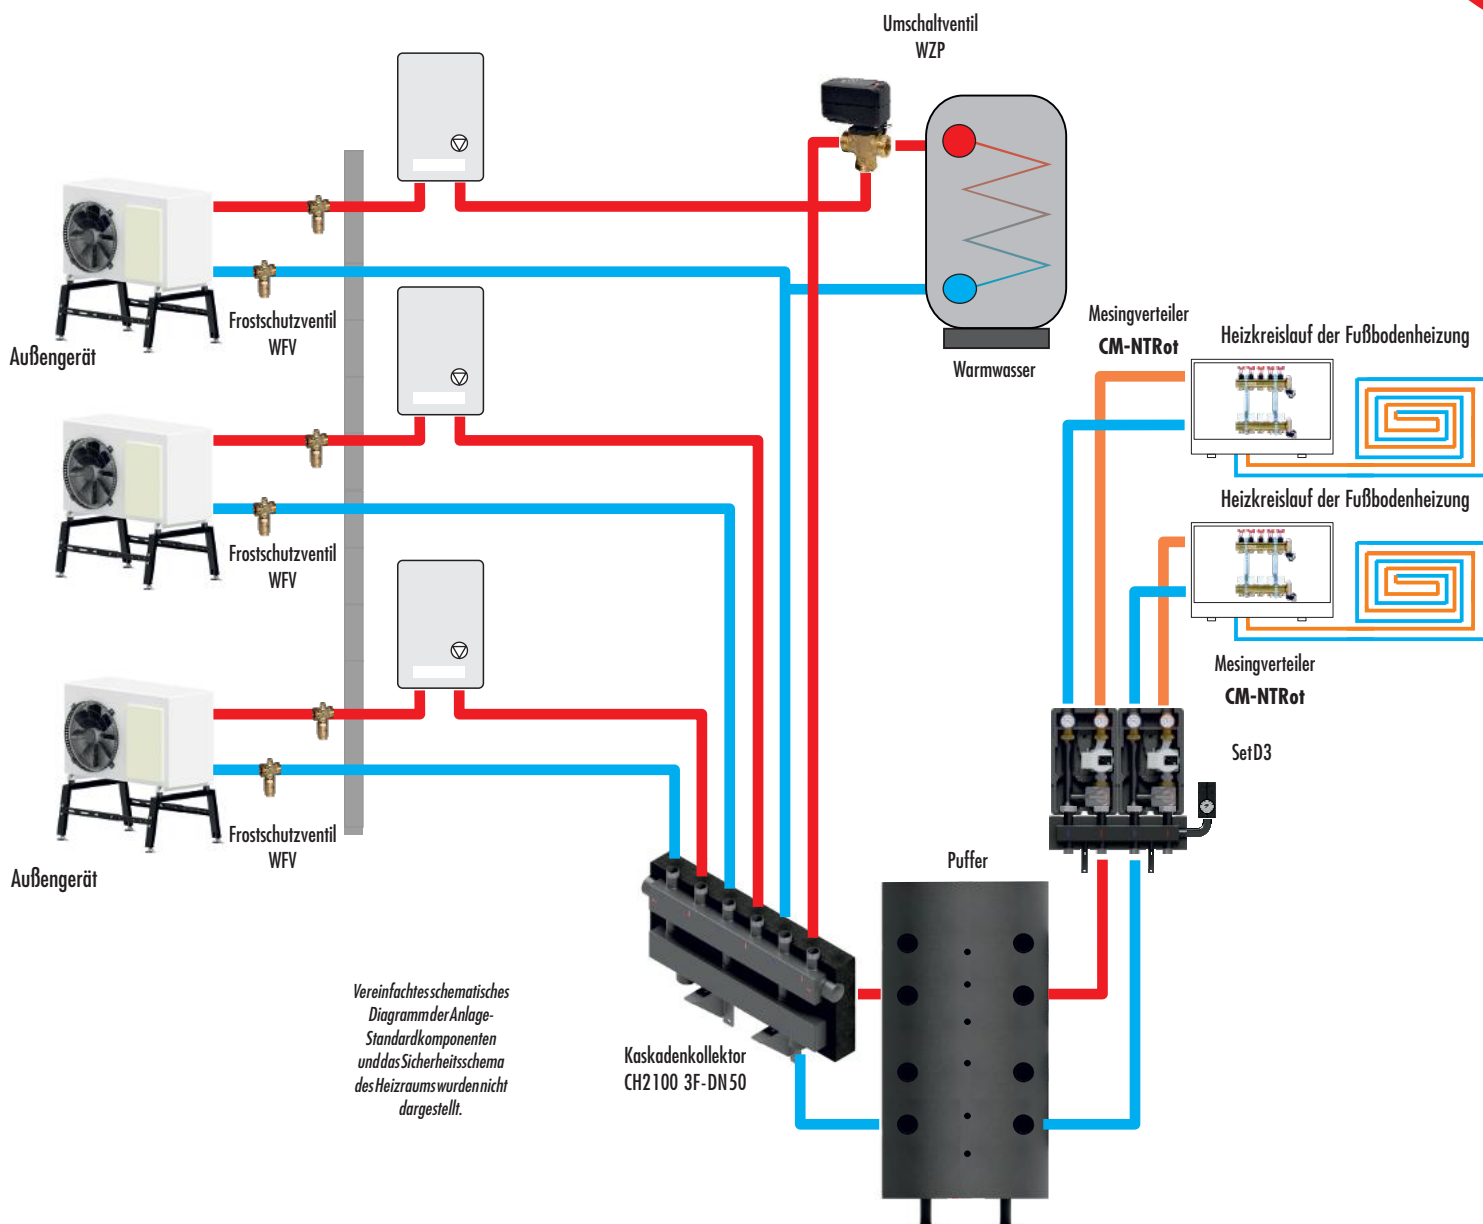 Umschaltventil
WZP
Frostschutzventil
WFV
Außengerät
Warmwasser
Mesingverteiler
CM-NTRot
Heizkreislauf der Fußbodenheizung
Heizkreislauf der Fußbodenheizung
Frostschutzventil
WFV
Mesingverteiler
CM-NTRot
SetD3
Frostschutzventil
WFV
Außengerät
Puffer
Vereinfachtes schematisches
Diagramm der Anlage-
Standardkomponenten
und das Sicherheitsschema
des Heizraums wurden nicht
dargestellt.
Kaskadenkollektor
CH2100 3F-DN50